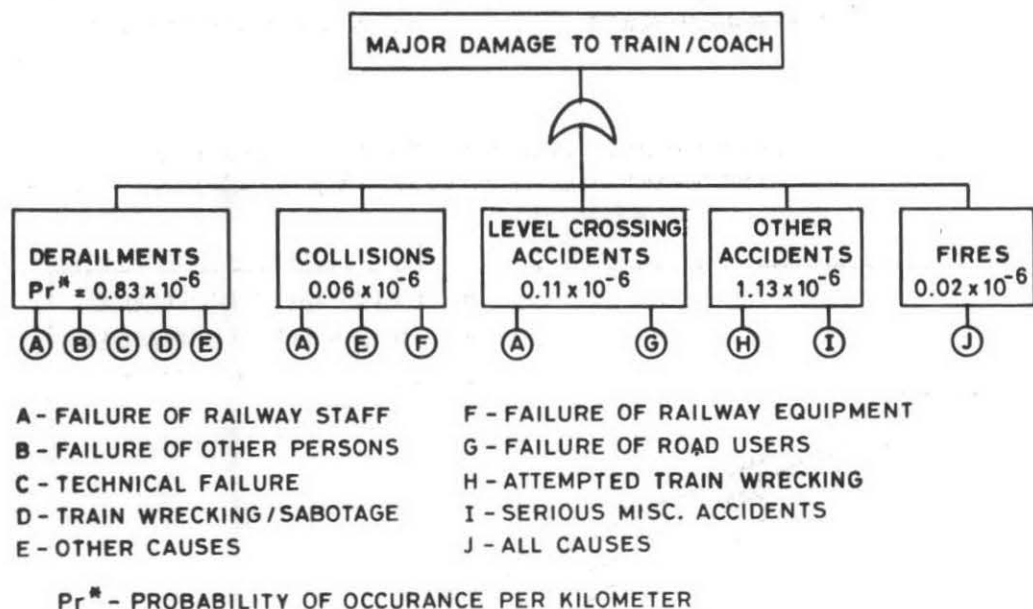 MAJOR DAMAGE TO TRAIN/COACH
DERAILMENTS
Pr* = 0.83 x 10⁻⁶
COLLISIONS
0.06 x 10⁻⁶
LEVEL CROSSING
ACCIDENTS
0.11 x 10⁻⁶
OTHER
ACCIDENTS
1.13 x 10⁻⁶
FIRES
0.02 x 10⁻⁶
A B C D E A E F A G H I J
A - FAILURE OF RAILWAY STAFF
B - FAILURE OF OTHER PERSONS
C - TECHNICAL FAILURE
D - TRAIN WRECKING/SABOTAGE
E - OTHER CAUSES
F - FAILURE OF RAILWAY EQUIPMENT
G - FAILURE OF ROAD USERS
H - ATTEMPTED TRAIN WRECKING
I - SERIOUS MISC. ACCIDENTS
J - ALL CAUSES
Pr* - PROBABILITY OF OCCURANCE PER KILOMETER